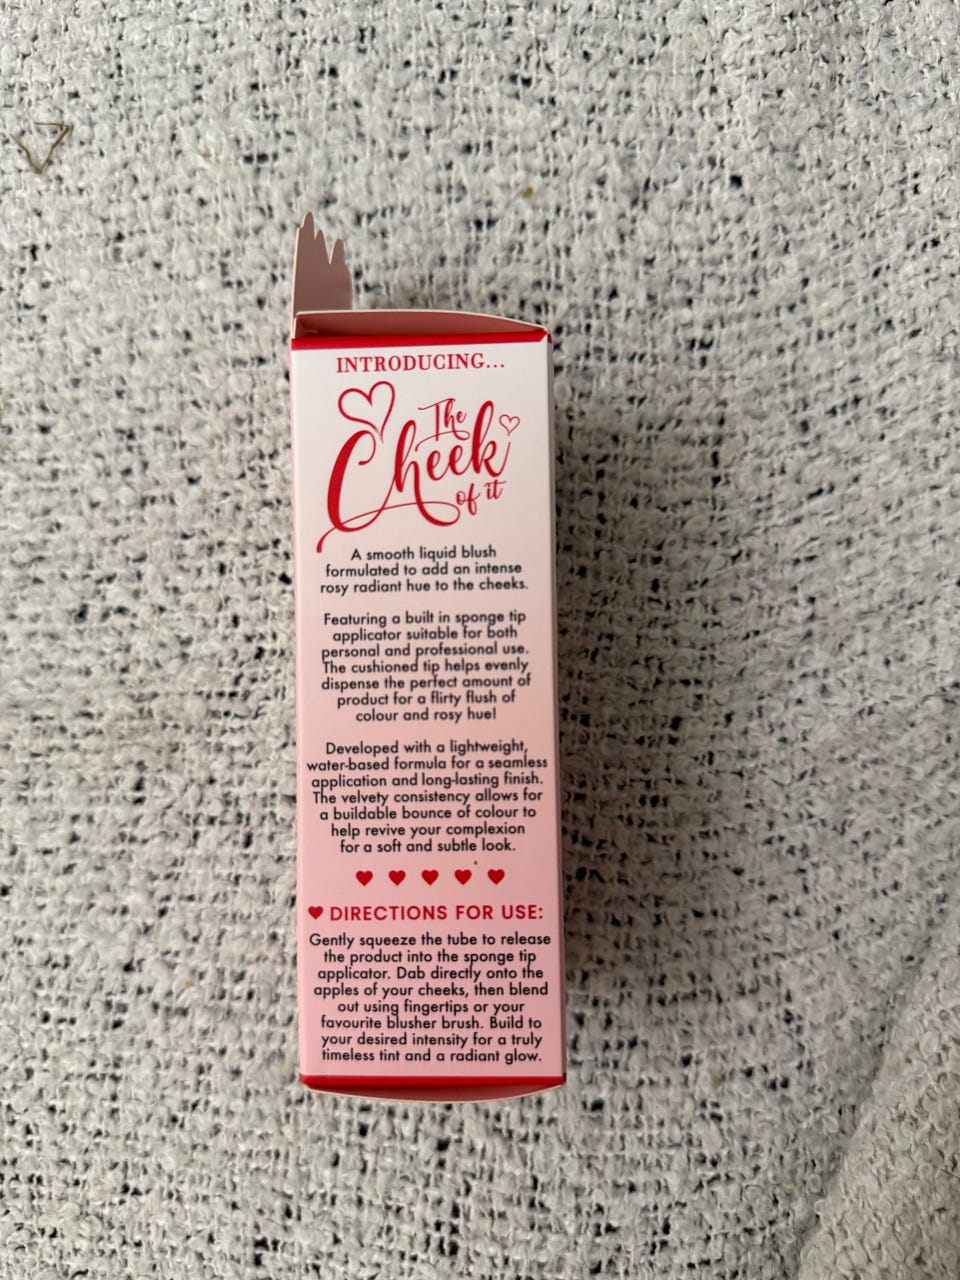 INTRODUCING...
The
Cheek
of it
A smooth liquid blush
formulated to add an intense
rosy radiant hue to the cheeks.
Featuring a built in sponge tip
applicator suitable for both
personal and professional use.
The cushioned tip helps evenly
dispense the perfect amount of
product for a flirty flush of
colour and rosy hue!
Developed with a lightweight,
water-based formula for a seamless
application and long-lasting finish.
The velvety consistency allows for
a buildable bounce of colour to
help revive your complexion
for a soft and subtle look.
DIRECTIONS FOR USE:
Gently squeeze the tube to release
the product into the sponge tip
applicator. Dab directly onto the
apples of your cheeks, then blend
out using fingertips or your
favourite blusher brush. Build to
your desired intensity for a truly
timeless tint and a radiant glow.